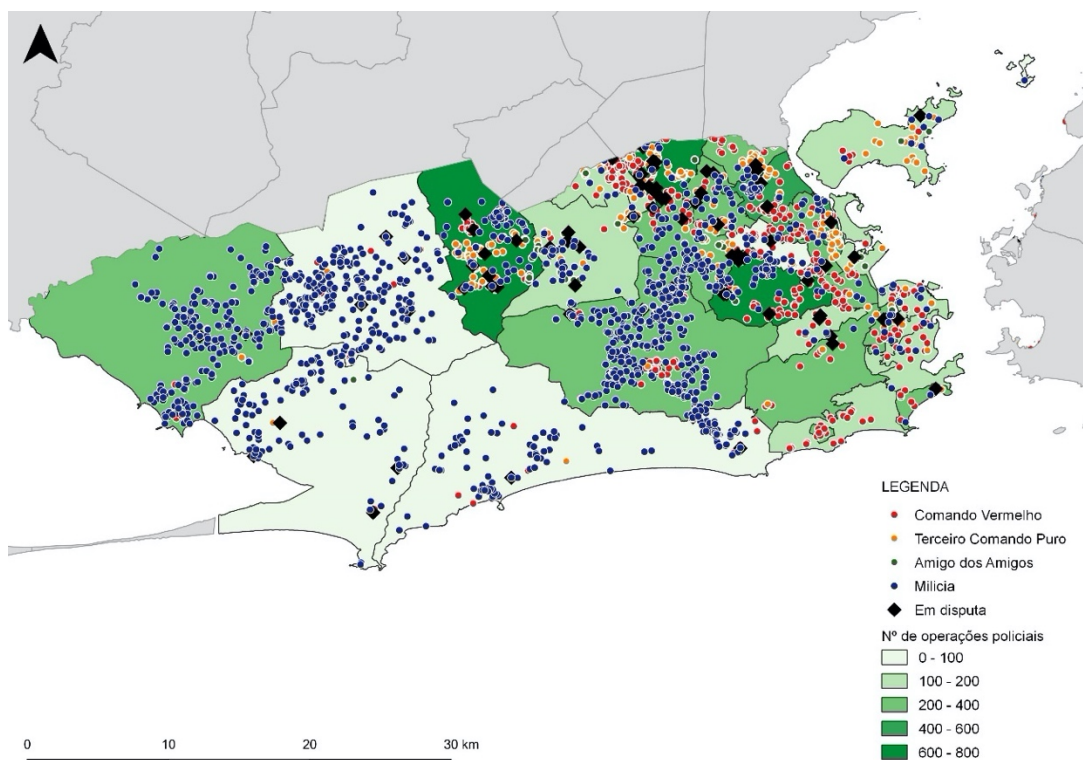 LEGENDA
Comando Vermelho
Terceiro Comando Puro
Amigo dos Amigos
Milicia
Em disputa
Nº de operações policiais
0 - 100
100 - 200
200 - 400
400 - 600
600 - 800
0 10 20 30 km